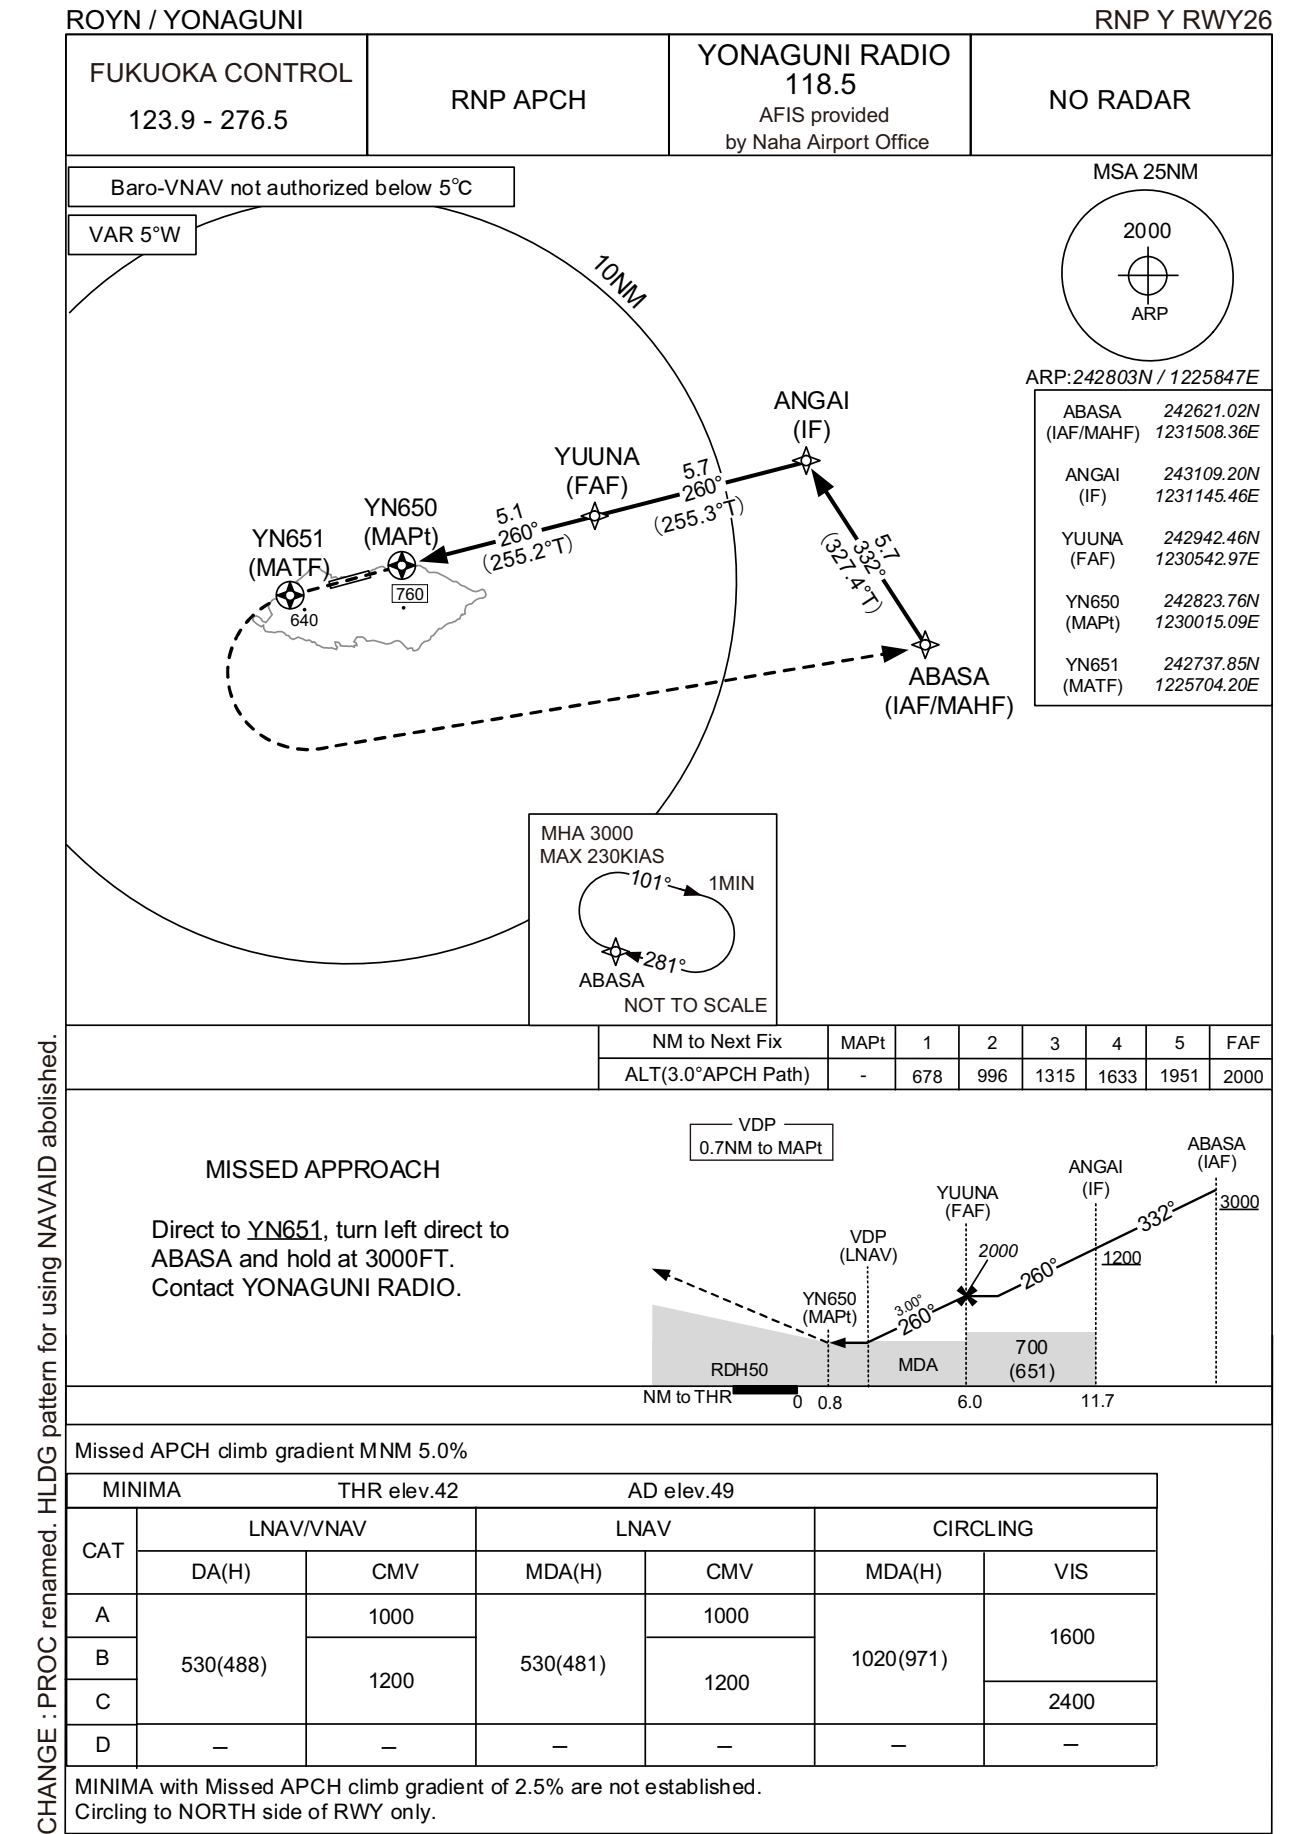 ROYN / YONAGUNI
RNP Y RWY26
FUKUOKA CONTROL
123.9 - 276.5
RNP APCH
YONAGUNI RADIO
118.5
AFIS provided
by Naha Airport Office
NO RADAR
Baro-VNAV not authorized below 5℃
VAR 5°W
MSA 25NM
2000
ARP
ARP:242803N / 1225847E
ABASA 242621.02N
(IAF/MAHF) 1231508.36E
ANGAI 243109.20N
(IF) 1231145.46E
YUUNA 242942.46N
(FAF) 1230542.97E
YN650 242823.76N
(MAPt) 1230015.09E
YN651 242737.85N
(MATF) 1225704.20E
10NM
ANGAI
(IF)
YUUNA
(FAF)
5.7
260°
(255.3°T)
YN650
(MAPt)
5.1
260°
(255.2°T)
YN651
(MATF)
760
640
5.7
332°
(327.4°T)
ABASA
(IAF/MAHF)
MHA 3000
MAX 230KIAS
101°
1MIN
281°
ABASA
NOT TO SCALE
NM to Next Fix MAPt 1 2 3 4 5 FAF
ALT(3.0°APCH Path) - 678 996 1315 1633 1951 2000
MISSED APPROACH
Direct to YN651, turn left direct to
ABASA and hold at 3000FT.
Contact YONAGUNI RADIO.
VDP
0.7NM to MAPt
ABASA
(IAF)
3000
ANGAI
(IF)
332°
1200
YUUNA
(FAF)
2000
260°
VDP
(LNAV)
YN650
(MAPt)
3.00°
260°
RDH50
MDA
700
(651)
NM to THR 0 0.8 6.0 11.7
Missed APCH climb gradient MNM 5.0%
MINIMA THR elev.42 AD elev.49
CAT LNAV/VNAV LNAV CIRCLING
DA(H) CMV MDA(H) CMV MDA(H) VIS
A 1000 1000
1600
B 530(488) 530(481) 1020(971)
1200 1200
C 2400
D – – – – – –
MINIMA with Missed APCH climb gradient of 2.5% are not established.
Circling to NORTH side of RWY only.
CHANGE : PROC renamed. HLDG pattern for using NAVAID abolished.